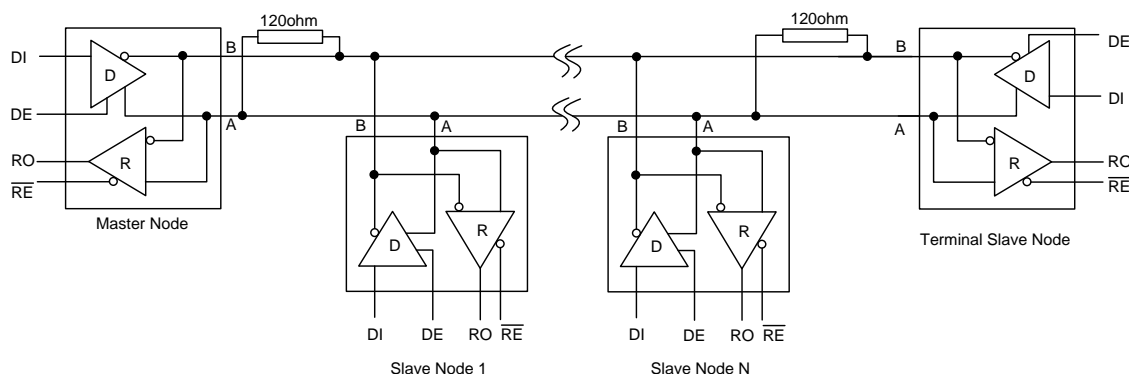 120ohm
120ohm
DI
B
B
DE
D
D
DI
DE
A
B
A
B
A
A
RO
R
R
RO
RE
RE
Master Node
Terminal Slave Node
D
R
D
R
DI
DE
RO
RE
DI
DE
RO
RE
Slave Node 1
Slave Node N